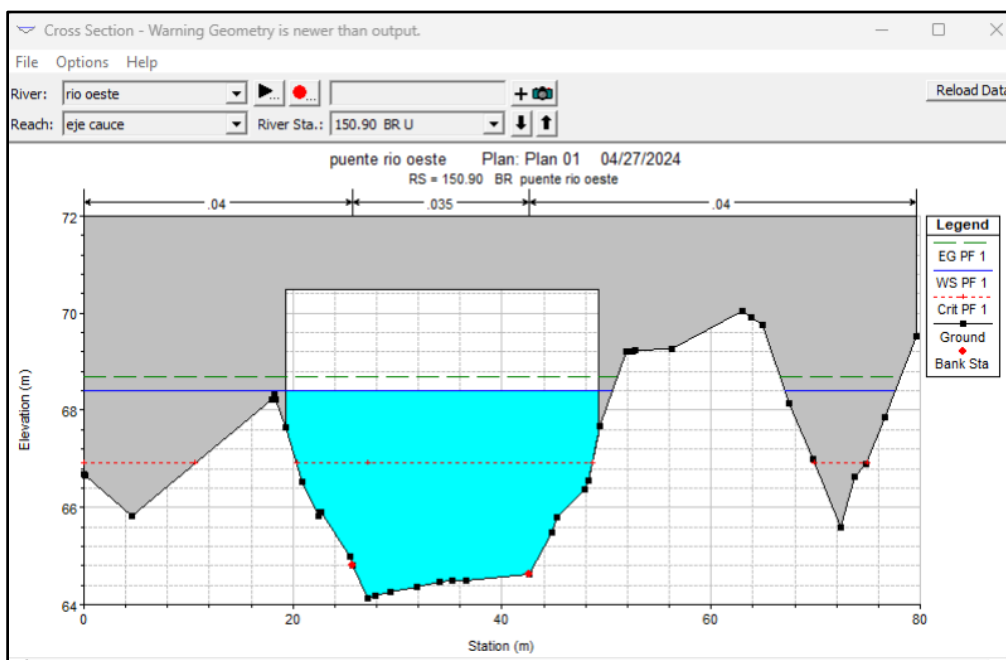 Cross Section - Warning Geometry is newer than output.
File Options Help
River: rio oeste Reload Data
Reach: eje cauce River Sta.: 150.90 BR U
puente rio oeste Plan: Plan 01 04/27/2024
RS = 150.90 BR puente rio oeste
.04 .035 .04
Legend
EG PF 1
WS PF 1
Crit PF 1
Ground
Bank Sta
72
70
68
66
64
Elevation (m)
0 20 40 60 80
Station (m)